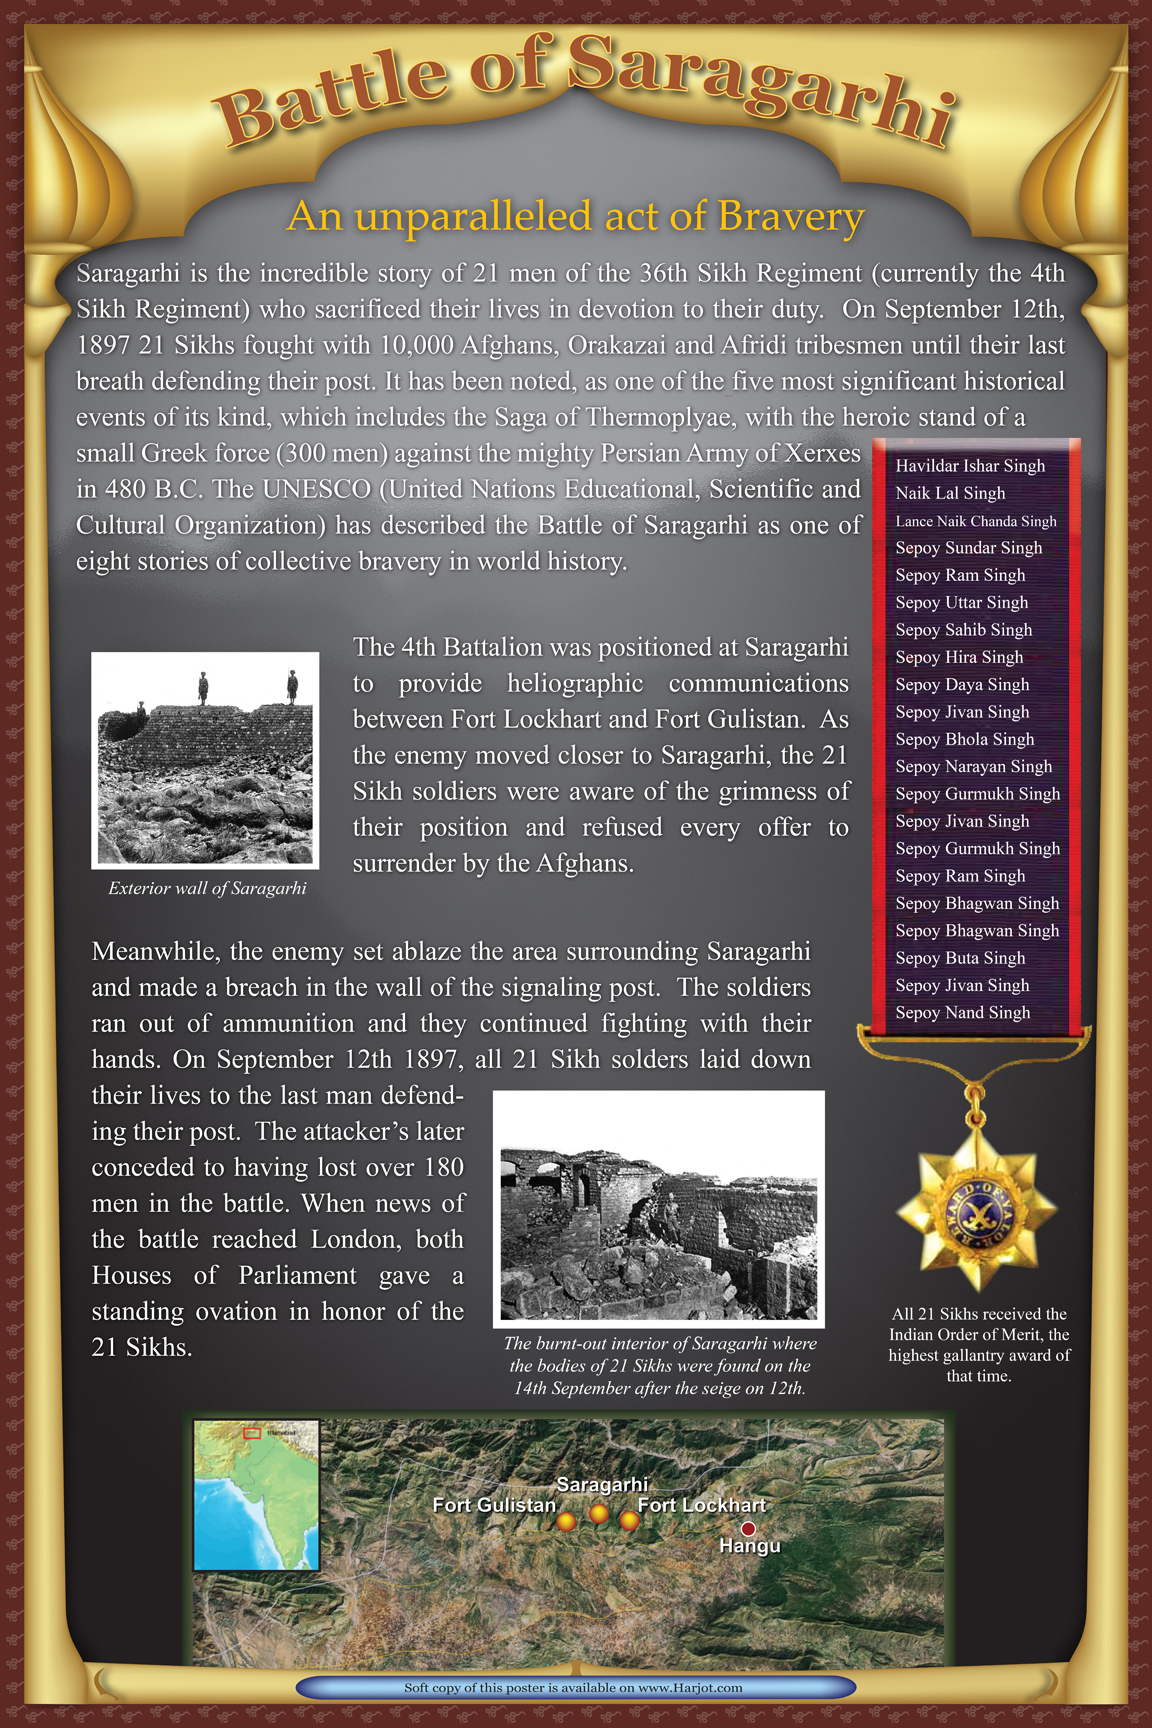 Battle of Saragarhi
An unparalleled act of Bravery
Saragarhi is the incredible story of 21 men of the 36th Sikh Regiment (currently the 4th
Sikh Regiment) who sacrificed their lives in devotion to their duty.  On September 12th,
1897 21 Sikhs fought with 10,000 Afghans, Orakazai and Afridi tribesmen until their last
breath defending their post. It has been noted, as one of the five most significant historical
events of its kind, which includes the Saga of Thermoplyae, with the heroic stand of a
small Greek force (300 men) against the mighty Persian Army of Xerxes
in 480 B.C. The UNESCO (United Nations Educational, Scientific and
Cultural Organization) has described the Battle of Saragarhi as one of
eight stories of collective bravery in world history.
Havildar Ishar Singh
Naik Lal Singh
Lance Naik Chanda Singh
Sepoy Sundar Singh
Sepoy Ram Singh
Sepoy Uttar Singh
Sepoy Sahib Singh
Sepoy Hira Singh
Sepoy Daya Singh
Sepoy Jivan Singh
Sepoy Bhola Singh
Sepoy Narayan Singh
Sepoy Gurmukh Singh
Sepoy Jivan Singh
Sepoy Gurmukh Singh
Sepoy Ram Singh
Sepoy Bhagwan Singh
Sepoy Bhagwan Singh
Sepoy Buta Singh
Sepoy Jivan Singh
Sepoy Nand Singh
The 4th Battalion was positioned at Saragarhi
to provide heliographic communications
between Fort Lockhart and Fort Gulistan.  As
the enemy moved closer to Saragarhi, the 21
Sikh soldiers were aware of the grimness of
their position and refused every offer to
surrender by the Afghans.
Exterior wall of Saragarhi
Meanwhile, the enemy set ablaze the area surrounding Saragarhi
and made a breach in the wall of the signaling post.  The soldiers
ran out of ammunition and they continued fighting with their
hands. On September 12th 1897, all 21 Sikh solders laid down
their lives to the last man defend-
ing their post.  The attacker's later
conceded to having lost over 180
men in the battle. When news of
the battle reached London, both
Houses of Parliament gave a
standing ovation in honor of the
21 Sikhs.
The burnt-out interior of Saragarhi where
the bodies of 21 Sikhs were found on the
14th September after the seige on 12th.
REWARD OF VALOR
All 21 Sikhs received the
Indian Order of Merit, the
highest gallantry award of
that time.
Saragarhi
Fort Gulistan
Fort Lockhart
Hangu
Soft copy of this poster is available on www.Harjot.com